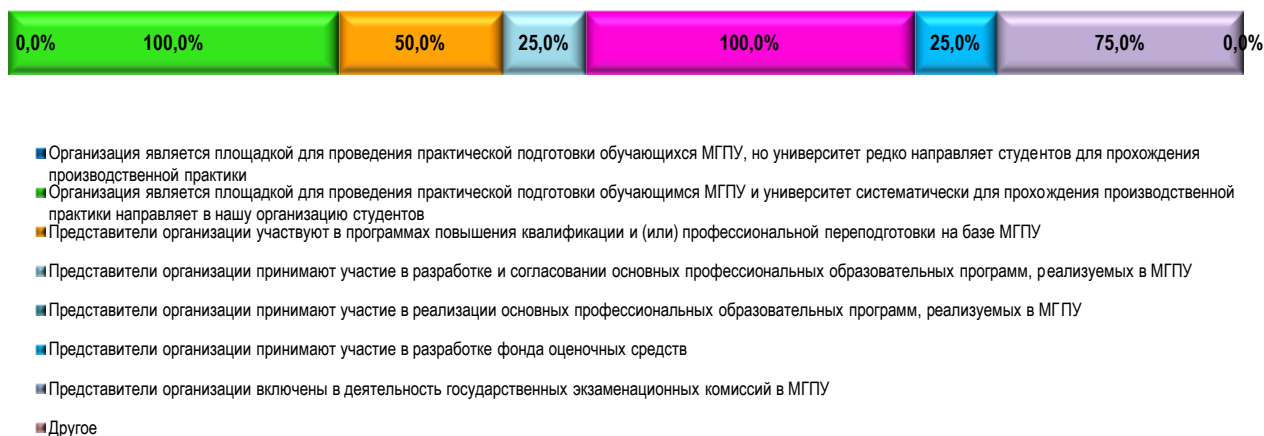 0,0% 100,0% 50,0% 25,0% 100,0% 25,0% 75,0% 0,0%
Организация является площадкой для проведения практической подготовки обучающихся МГПУ, но университет редко направляет студентов для прохождения
производственной практики
Организация является площадкой для проведения практической подготовки обучающимся МГПУ и университет систематически для прохождения производственной
практики направляет в нашу организацию студентов
Представители организации участвуют в программах повышения квалификации и (или) профессиональной переподготовки на базе МГПУ
Представители организации принимают участие в разработке и согласовании основных профессиональных образовательных программ, реализуемых в МГПУ
Представители организации принимают участие в реализации основных профессиональных образовательных программ, реализуемых в МГПУ
Представители организации принимают участие в разработке фонда оценочных средств
Представители организации включены в деятельность государственных экзаменационных комиссий в МГПУ
Другое